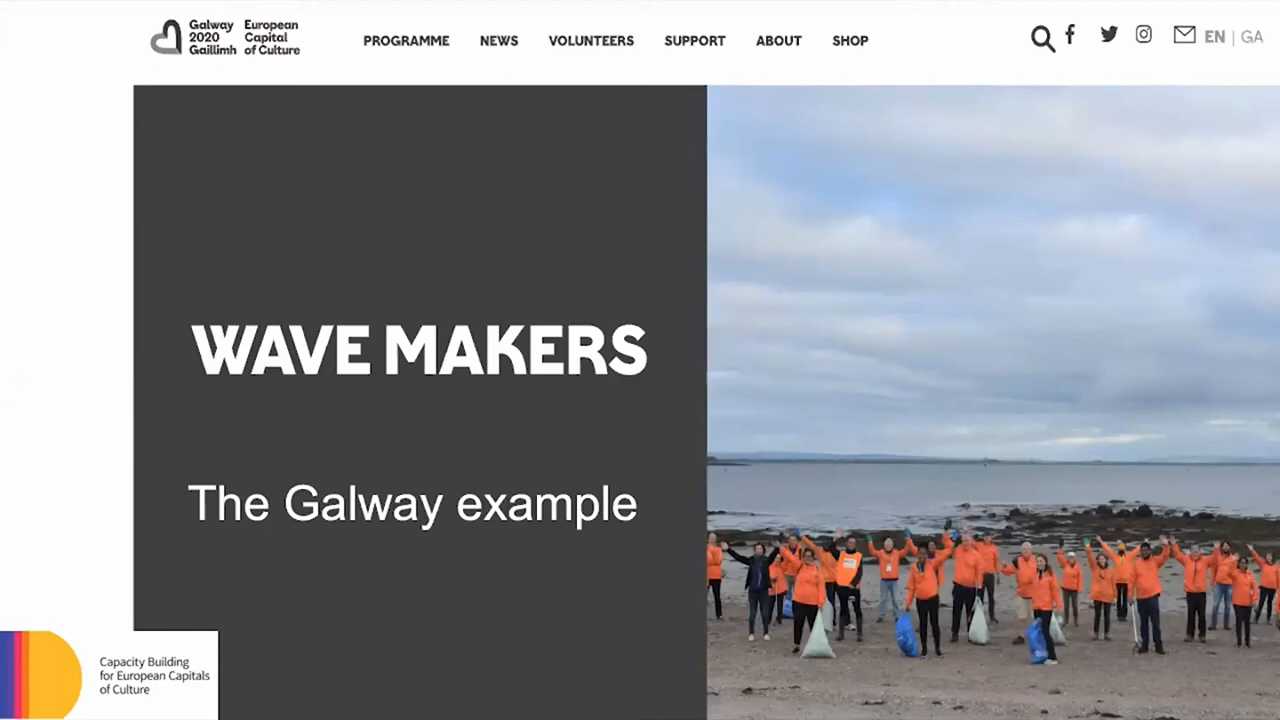 Galway
2020
Gaillimh
European
Capital
of Culture
PROGRAMME NEWS VOLUNTEERS SUPPORT ABOUT SHOP
EN | GA
WAVE MAKERS
The Galway example
Capacity Building
for European Capitals
of Culture